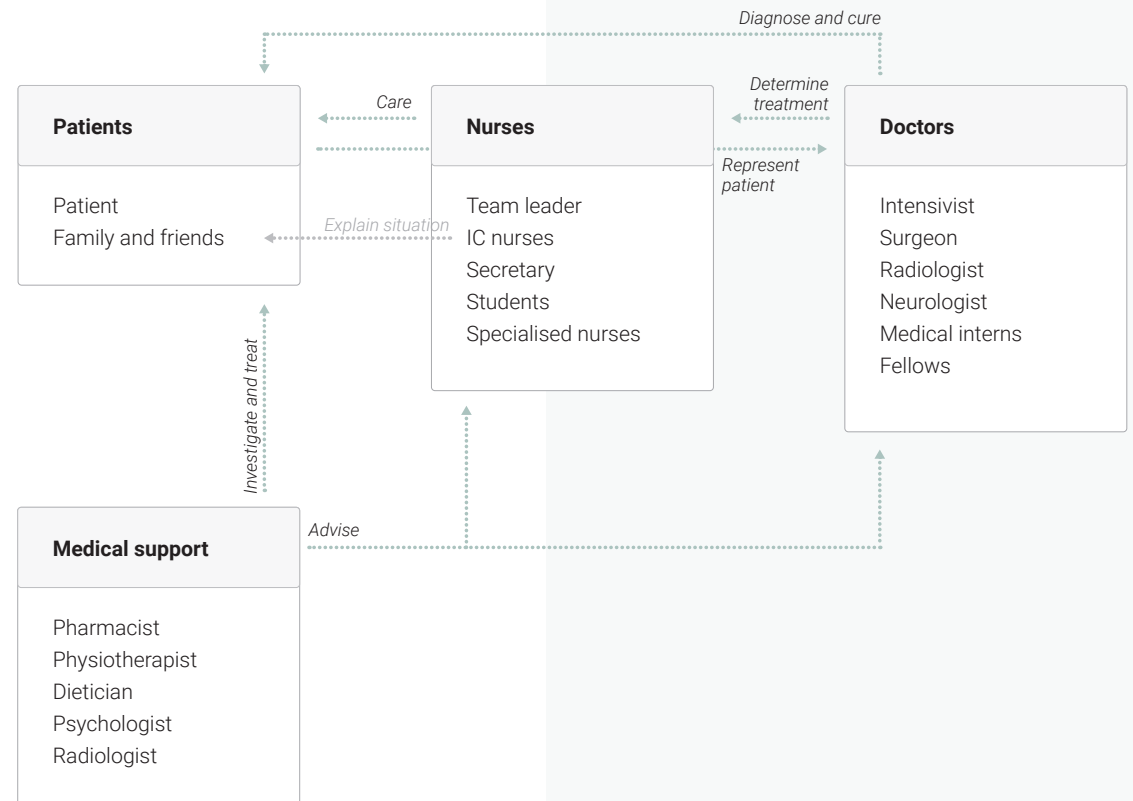 Diagnose and cure
Patients
Care
Nurses
Determine
treatment
Doctors
Represent
patient
Patient
Family and friends
Explain situation
Team leader
IC nurses
Secretary
Students
Specialised nurses
Intensivist
Surgeon
Radiologist
Neurologist
Medical interns
Fellows
Investigate and treat
Medical support
Advise
Pharmacist
Physiotherapist
Dietician
Psychologist
Radiologist